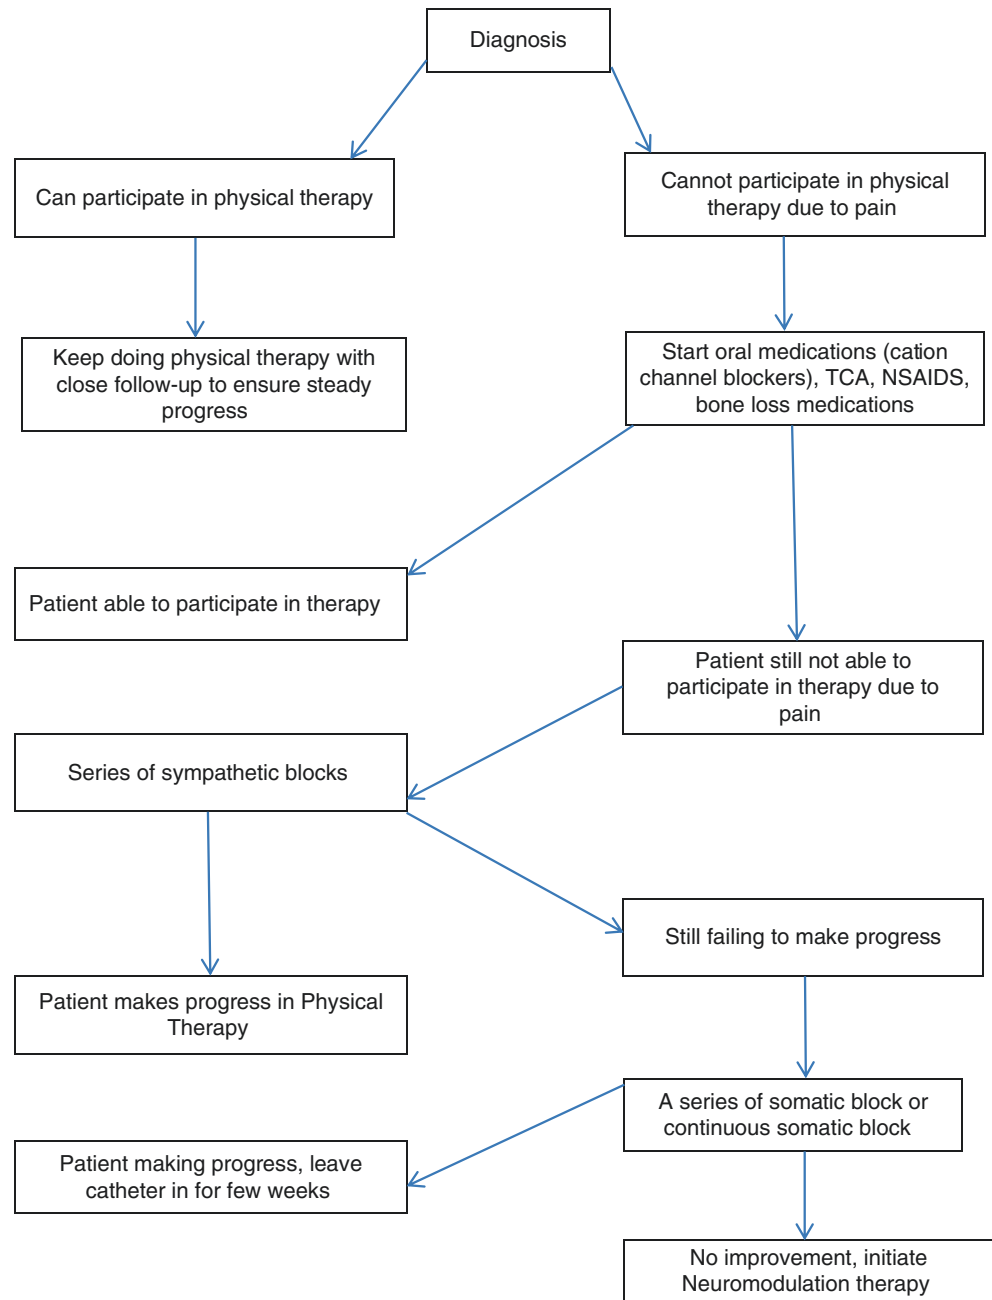 Diagnosis
Can participate in physical therapy
Cannot participate in physical
therapy due to pain
Keep doing physical therapy with
close follow-up to ensure steady
progress
Start oral medications (cation
channel blockers), TCA, NSAIDS,
bone loss medications
Patient able to participate in therapy
Patient still not able to
participate in therapy due to
pain
Series of sympathetic blocks
Still failing to make progress
Patient makes progress in Physical
Therapy
A series of somatic block or
continuous somatic block
Patient making progress, leave
catheter in for few weeks
No improvement, initiate
Neuromodulation therapy